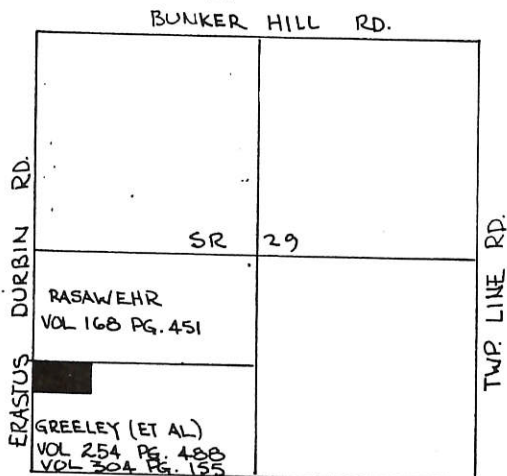 BUNKER HILL RD.
ERASTUS DURBIN RD.
SR 29
TWP. LINE RD.
RASAWEHR
VOL 168 PG. 451
GREELEY (ET AL)
VOL 254 PG. 488
VOL 304 PG. 155